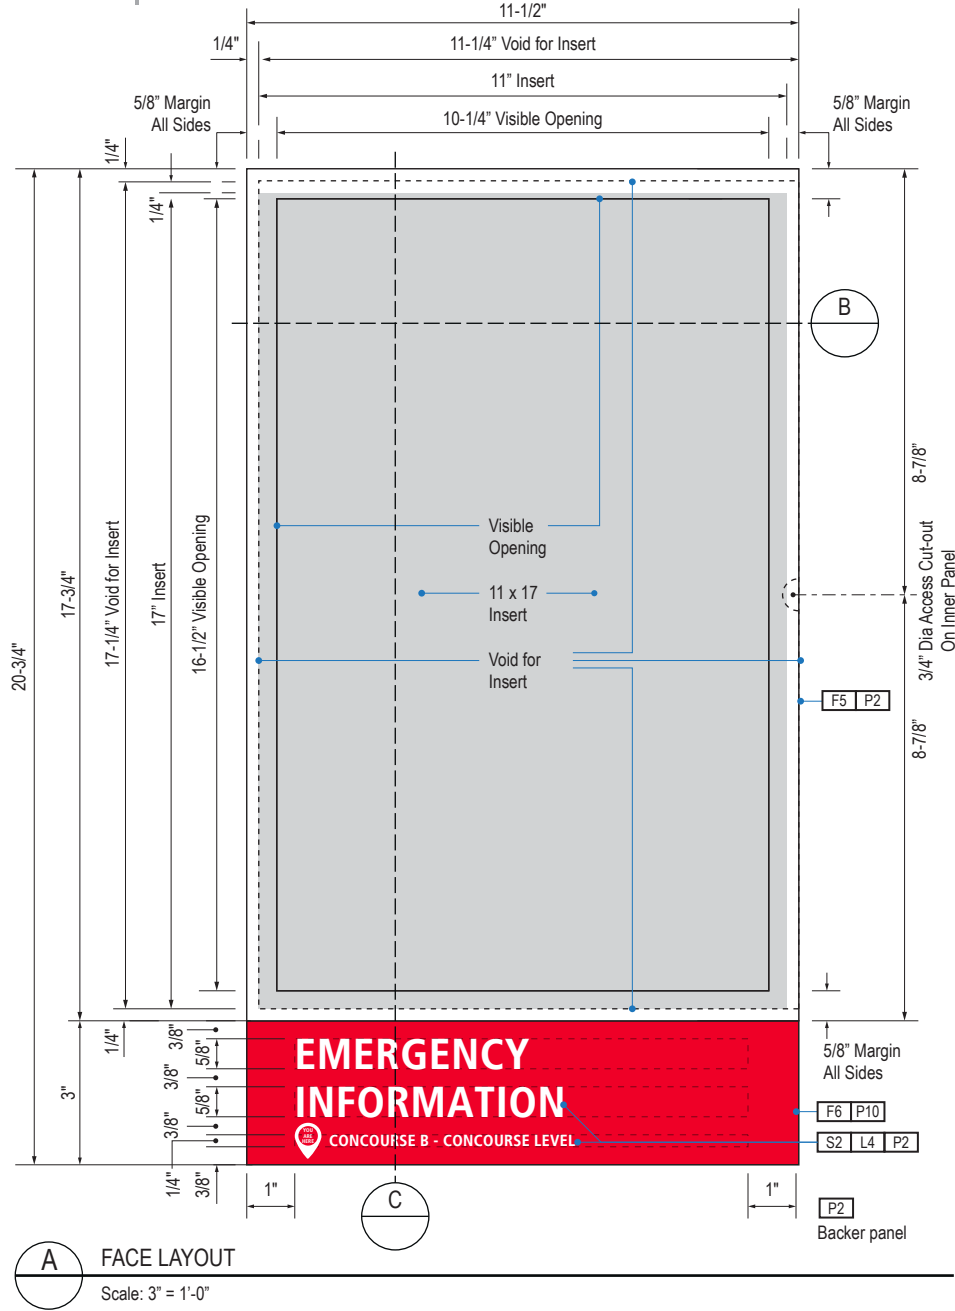 11-1/2"
1/4"
11-1/4” Void for Insert
11” Insert
5/8” Margin
All Sides
10-1/4” Visible Opening
5/8” Margin
All Sides
1/4"
1/4"
B
8-7/8”
20-3/4"
17-3/4"
17-1/4” Void for Insert
17” Insert
16-1/2” Visible Opening
Visible
Opening
11 x 17
Insert
Void for
Insert
3/4” Dia Access Cut-out
On Inner Panel
F5 P2
8-7/8”
1/4"
3/8"
5/8"
3/8"
5/8"
3/8"
1/4"
3/8"
3"
EMERGENCY
INFORMATION
YOU
ARE
HERE
CONCOURSE B - CONCOURSE LEVEL
5/8” Margin
All Sides
F6 P10
S2 L4 P2
1"
C
1"
P2
Backer panel
A
FACE LAYOUT
Scale: 3” = 1’-0”